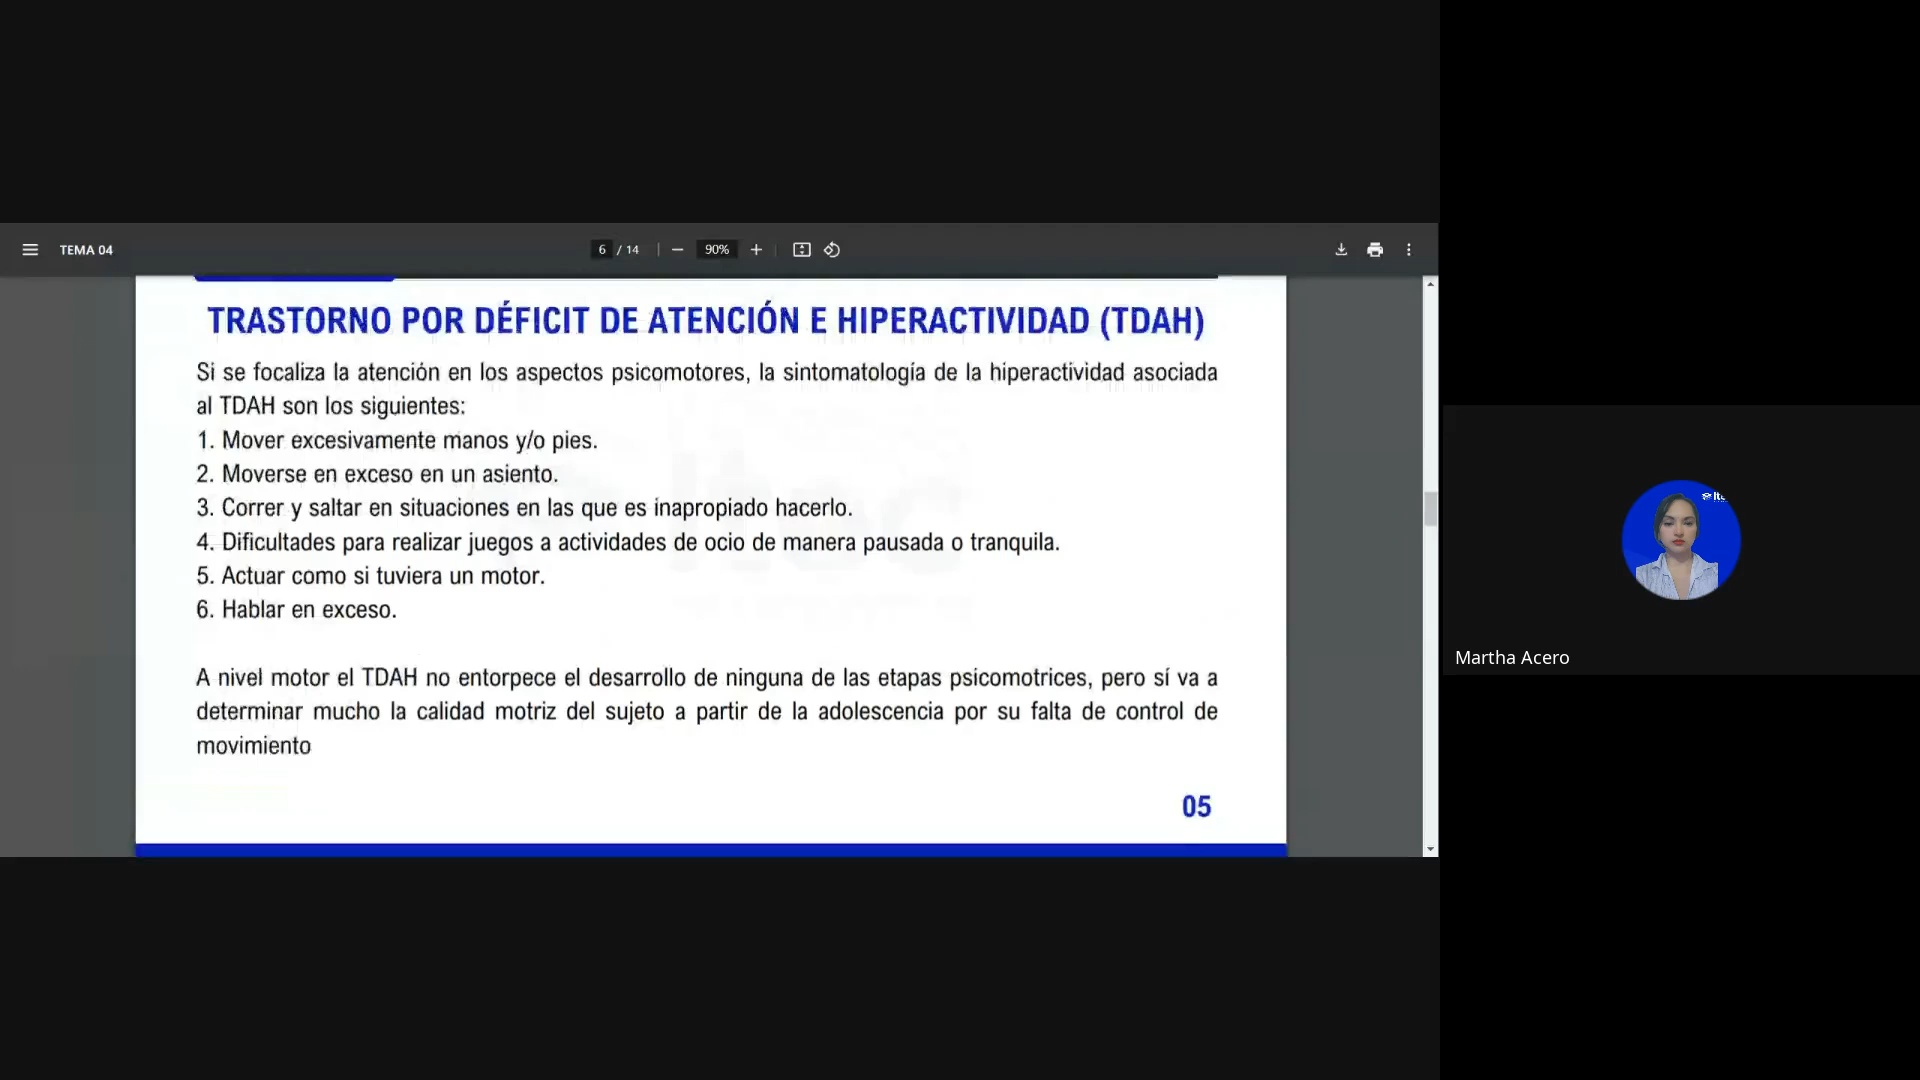 TEMA 04
6 / 14
90%
TRASTORNO POR DÉFICIT DE ATENCIÓN E HIPERACTIVIDAD (TDAH)
Si se focaliza la atención en los aspectos psicomotores, la sintomatología de la hiperactividad asociada
al TDAH son los siguientes:
1. Mover excesivamente manos y/o pies.
2. Moverse en exceso en un asiento.
3. Correr y saltar en situaciones en las que es inapropiado hacerlo.
4. Dificultades para realizar juegos a actividades de ocio de manera pausada o tranquila.
5. Actuar como si tuviera un motor.
6. Hablar en exceso.
A nivel motor el TDAH no entorpece el desarrollo de ninguna de las etapas psicomotrices, pero sí va a
determinar mucho la calidad motriz del sujeto a partir de la adolescencia por su falta de control de
movimiento
05
Martha Acero